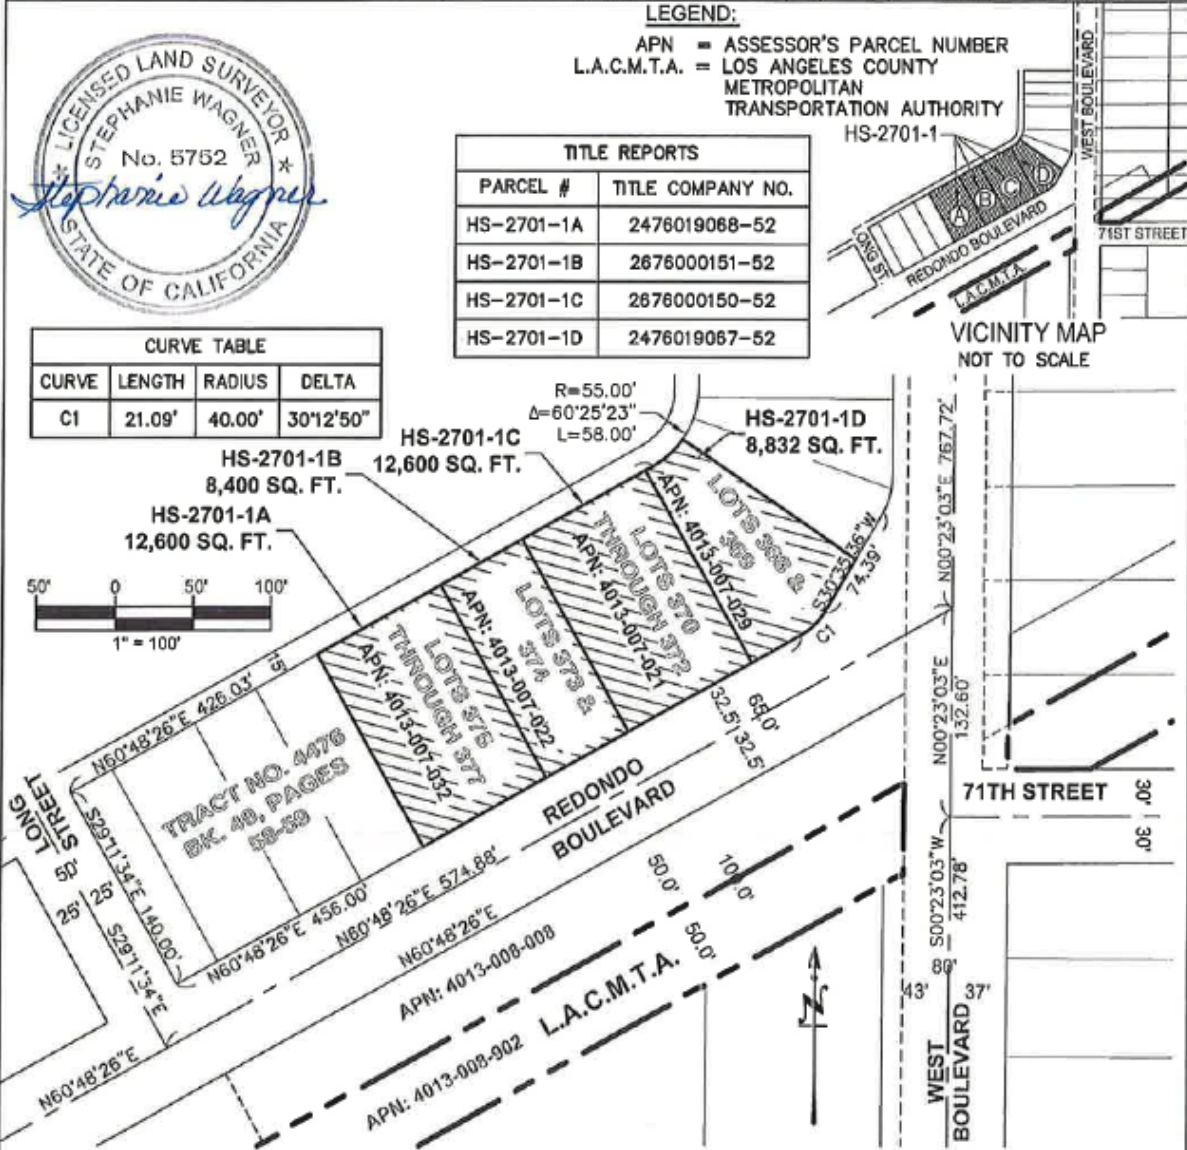 LEGEND:
APN = ASSESSOR'S PARCEL NUMBER
L.A.C.M.T.A. = LOS ANGELES COUNTY
METROPOLITAN
TRANSPORTATION AUTHORITY
LICENSED LAND SURVEYOR
STEPHANIE WAGNER
No. 5752
Stephanie Wagner
STATE OF CALIFORNIA
TITLE REPORTS
PARCEL # TITLE COMPANY NO.
HS-2701-1A 2476019068-52
HS-2701-1B 2676000151-52
HS-2701-1C 2676000150-52
HS-2701-1D 2476019067-52
HS-2701-1
A
B
C
D
WEST BOULEVARD
LONG ST.
REDONDO BOULEVARD
71ST STREET
L.A.C.M.T.A.
VICINITY MAP
NOT TO SCALE
CURVE TABLE
CURVE LENGTH RADIUS DELTA
C1 21.09' 40.00' 30°12'50"
R=55.00'
Δ=60°25'23"
L=58.00'
HS-2701-1D
8,832 SQ. FT.
HS-2701-1C
12,600 SQ. FT.
HS-2701-1B
8,400 SQ. FT.
HS-2701-1A
12,600 SQ. FT.
50' 0 50' 100'
1" = 100'
LOTS 368 &
369
APN: 4013-007-029
LOTS 370
THROUGH 372
APN: 4013-007-021
LOTS 373 &
374
APN: 4013-007-022
LOTS 375
THROUGH 377
APN: 4013-007-032
S30°35'36"W
74.39'
C1
N00°23'03"E 767.72'
N00°23'03"E
132.60'
15'
N60°48'26"E 426.03'
TRACT NO. 4476
BK. 49, PAGES
58-59
LONG
STREET
50'
25' 25'
S29°11'34"E 140.00'
S29°11'34"E
N60°48'26"E 456.00'
N60°48'26"E 574.88'
N60°48'26"E
N60°48'26"E
65.0'
32.5' 32.5'
REDONDO
BOULEVARD
71TH STREET
30'
30'
50.0'
100.0'
50.0'
APN: 4013-008-008
L.A.C.M.T.A.
APN: 4013-008-902
N
S00°23'03"W
412.78'
80'
43' 37'
WEST
BOULEVARD